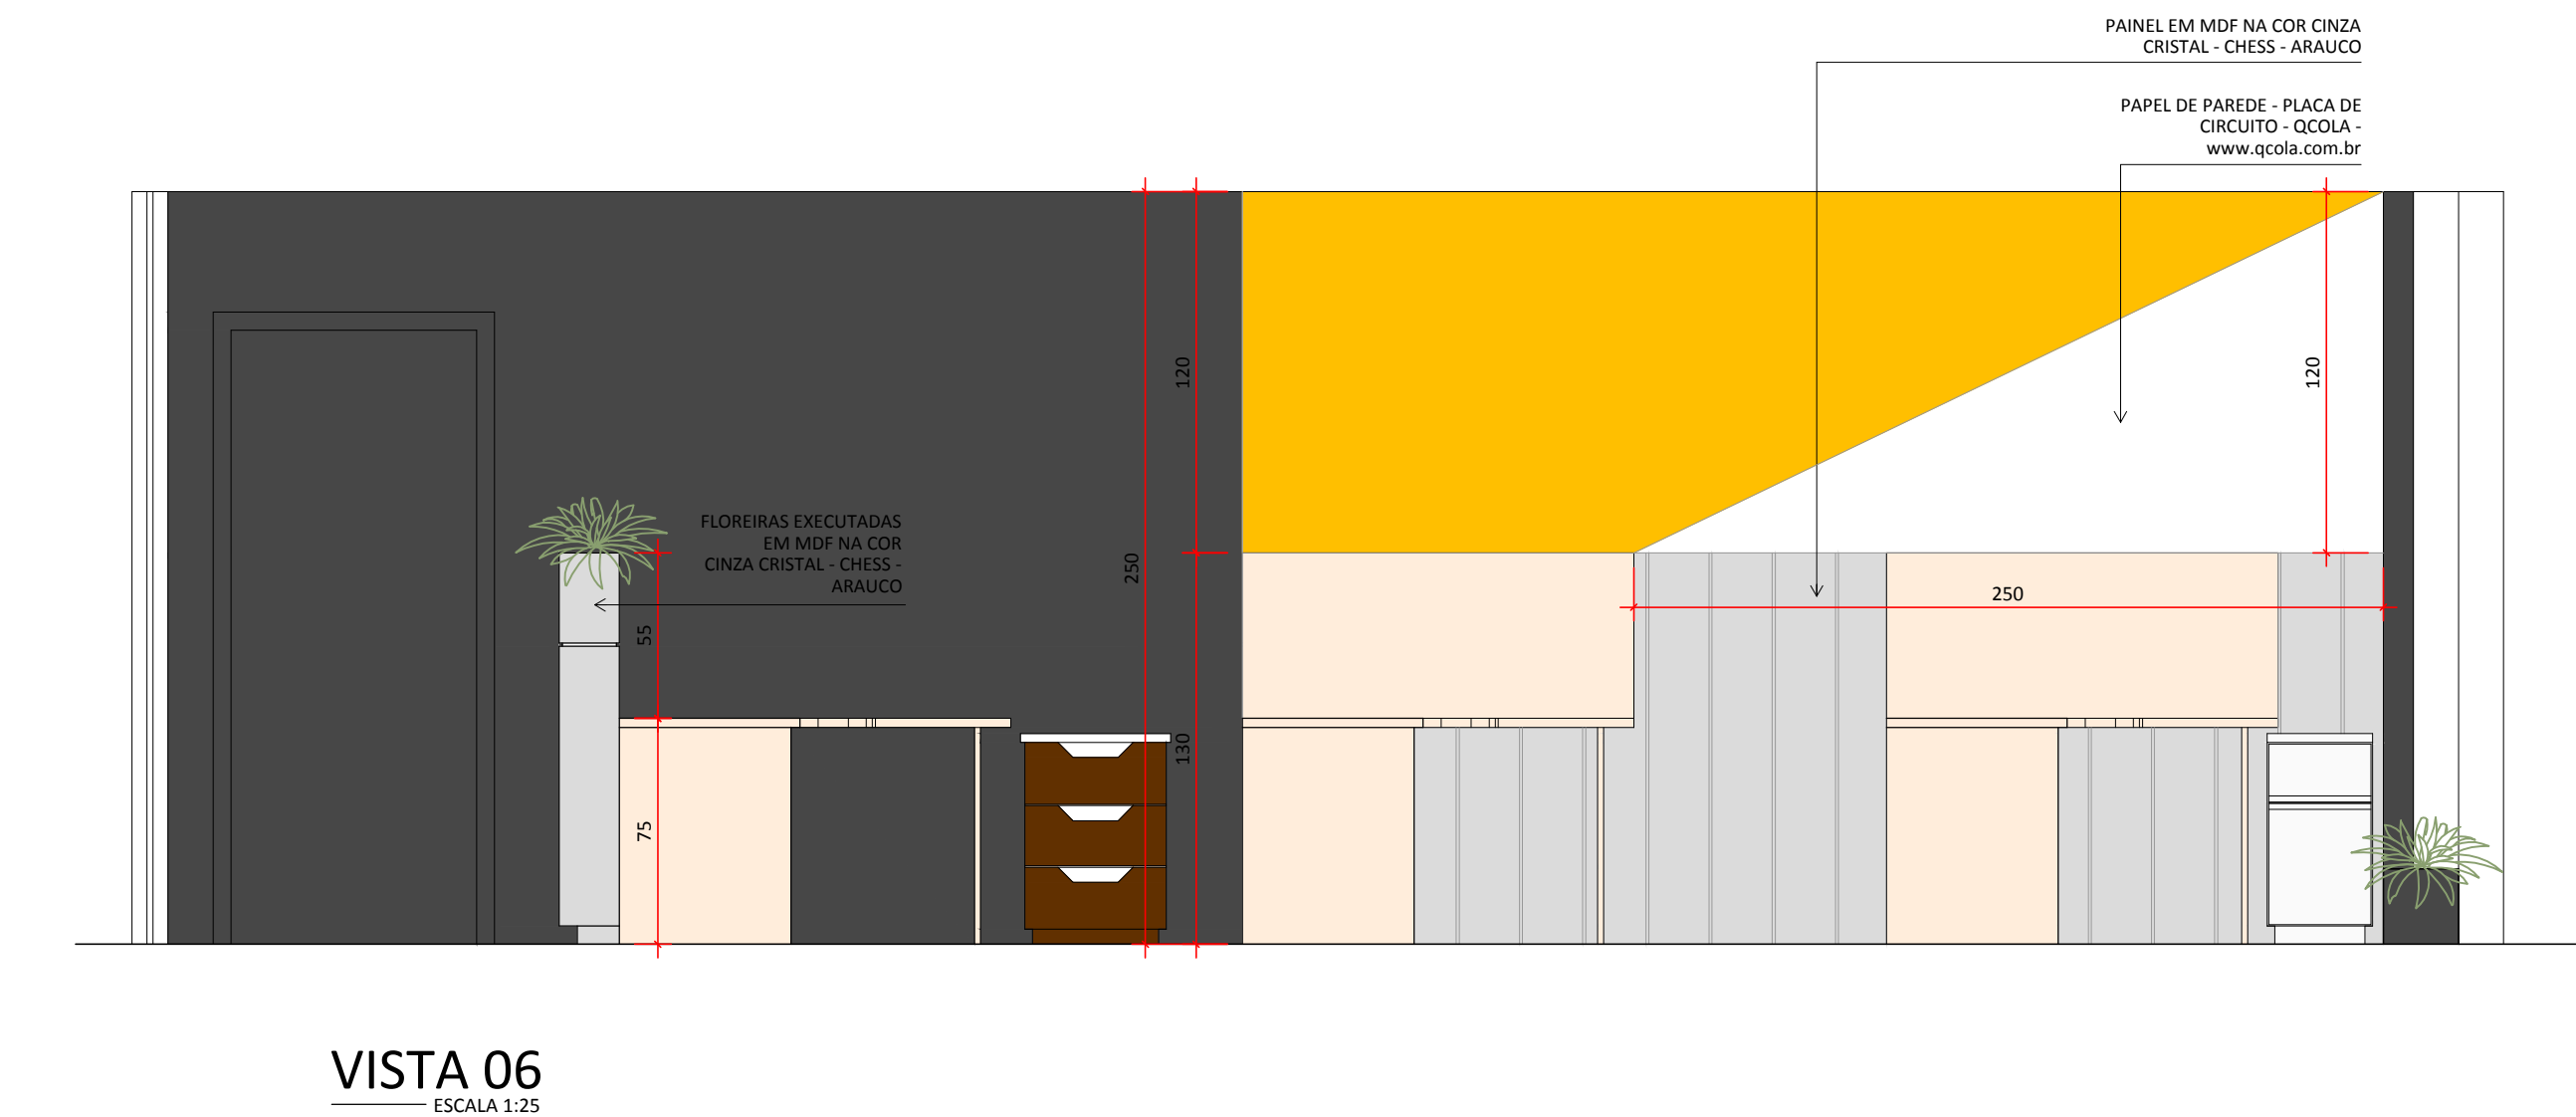 PAINEL EM MDF NA COR CINZA
CRISTAL - CHESS - ARAUCO
PAPEL DE PAREDE - PLACA DE
CIRCUITO - QCOLA -
www.qcola.com.br
120
120
FLOREIRAS EXECUTADAS
EM MDF NA COR
CINZA CRISTAL - CHESS -
ARAUCO
250
250
55
130
75
VISTA 06
ESCALA 1:25